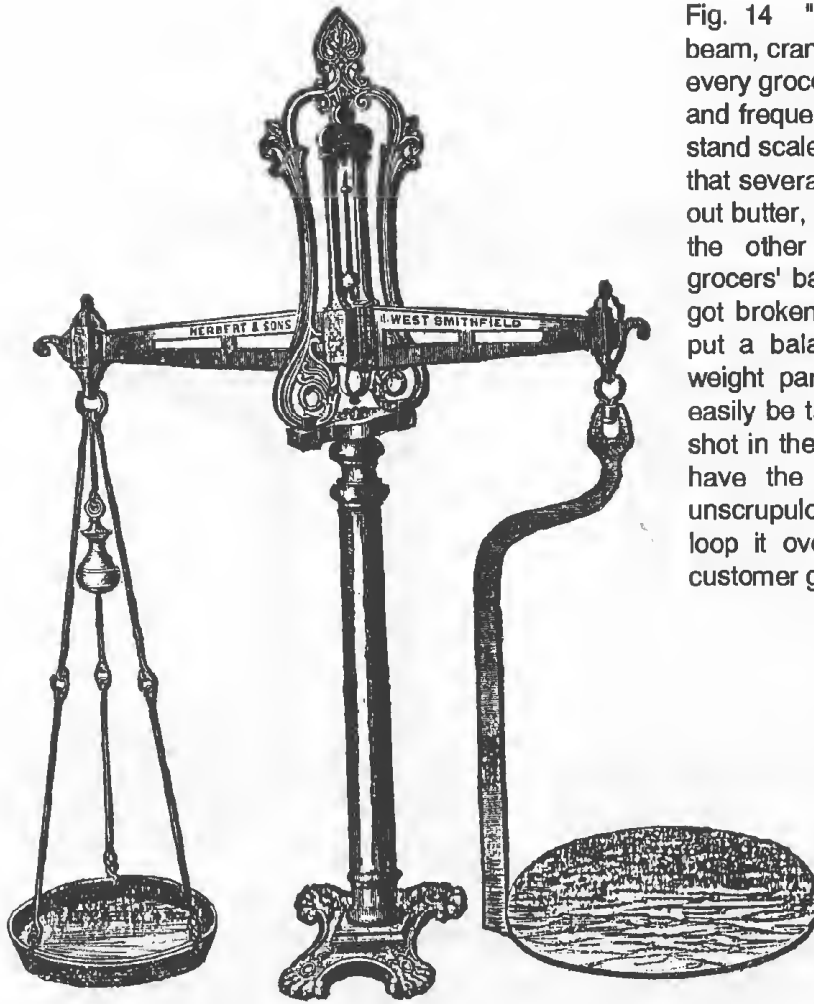 Fig. 14 "
beam, cran
every groce
and freque
stand scale
that severa
out butter,
the other
grocers' ba
got broken
put a bala
weight par
easily be t
shot in the
have the
unscrupulo
loop it ove
customer g
HERBERT & SONS
WEST SMITHFIELD